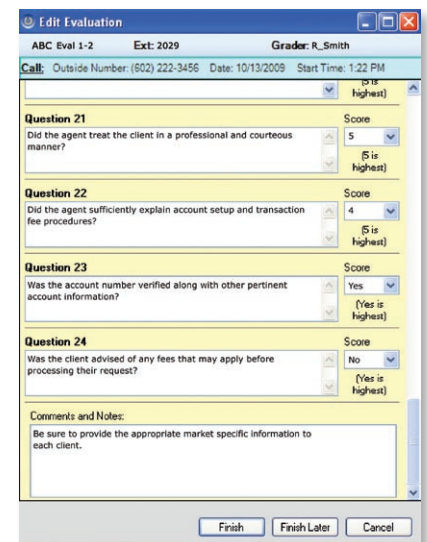 Edit Evaluation
ABC Eval 1-2 Ext: 2029 Grader: R_Smith
Call: Outside Number: (602) 222-3456 Date: 10/13/2009 Start Time: 1:22 PM
(5 is
highest)
Question 21 Score
Did the agent treat the client in a professional and courteous
manner?
5
(5 is
highest)
Question 22 Score
Did the agent sufficiently explain account setup and transaction
fee procedures?
4
(5 is
highest)
Question 23 Score
Was the account number verified along with other pertinent
account information?
Yes
(Yes is
highest)
Question 24 Score
Was the client advised of any fees that may apply before
processing their request?
No
(Yes is
highest)
Comments and Notes:
Be sure to provide the appropriate market specific information to
each client.
Finish Finish Later Cancel